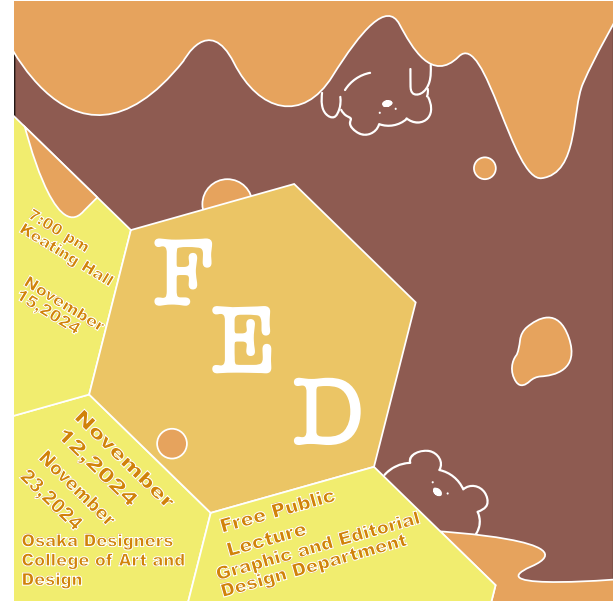 7:00 pm
Keating Hall
November
15,2024
F
E
D
November
12,2024
November
23,2024
Osaka Designers
College of Art and
Design
Free Public
Lecture
Graphic and Editorial
Design Department